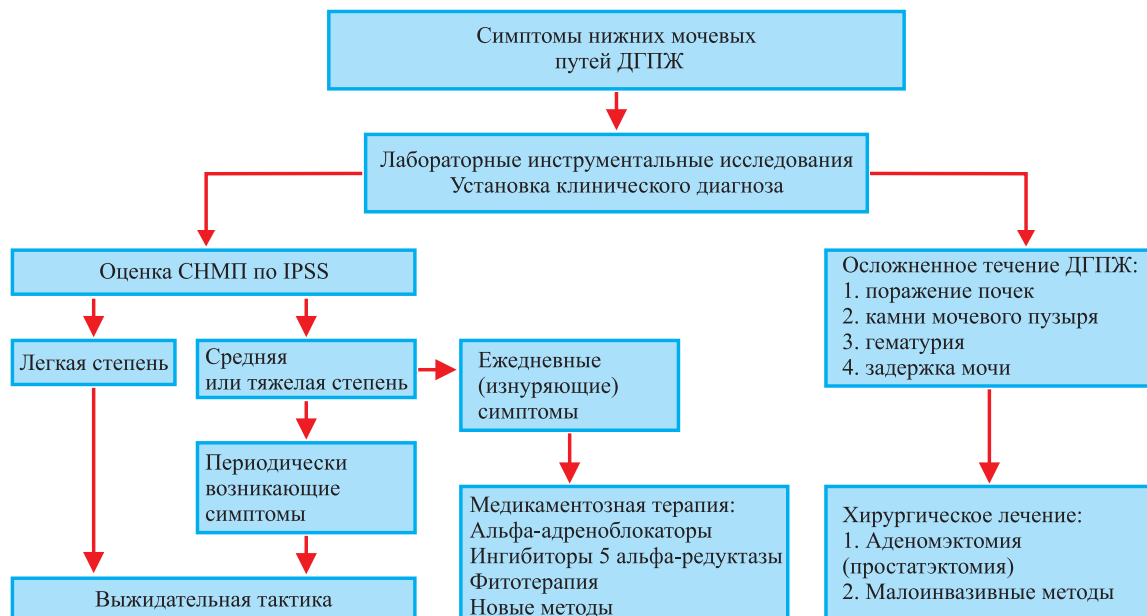 Симптомы нижних мочевых
путей ДГПЖ
Лабораторные инструментальные исследования
Установка клинического диагноза
Оценка СНМП по IPSS
Осложненное течение ДГПЖ:
1. поражение почек
2. камни мочевого пузыря
3. гематурия
4. задержка мочи
Легкая степень
Средняя
или тяжелая степень
Ежедневные
(изнуряющие)
симптомы
Периодически
возникающие
симптомы
Медикаментозная терапия:
Альфа-адреноблокаторы
Ингибиторы 5 альфа-редуктазы
Фитотерапия
Новые методы
Хирургическое лечение:
1. Аденомэктомия
(простатэктомия)
2. Малоинвазивные методы
Выжидательная тактика